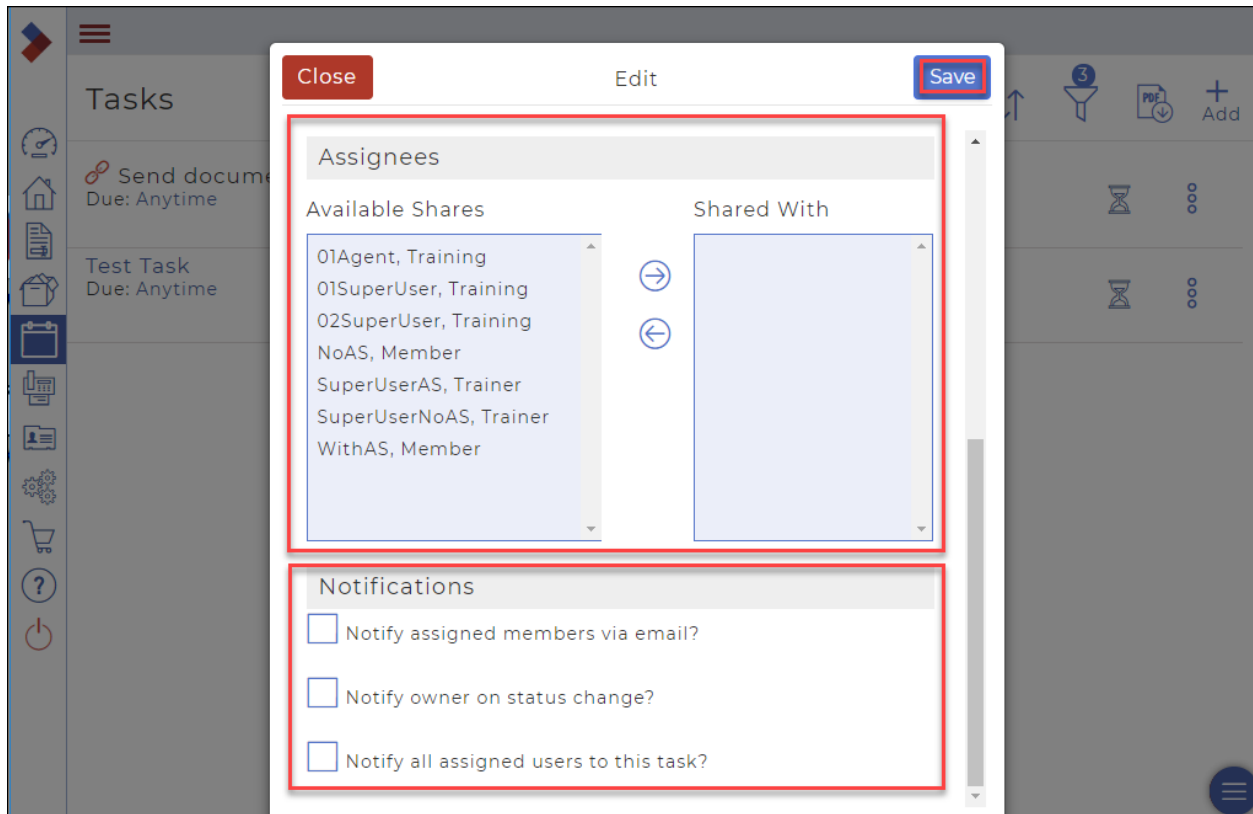 Close
Edit
Save
Tasks
3
PDF
Add
Send docume
Due: Anytime
Test Task
Due: Anytime
Assignees
Available Shares
Shared With
01Agent, Training
01SuperUser, Training
02SuperUser, Training
NoAS, Member
SuperUserAS, Trainer
SuperUserNoAS, Trainer
WithAS, Member
Notifications
Notify assigned members via email?
Notify owner on status change?
Notify all assigned users to this task?
?